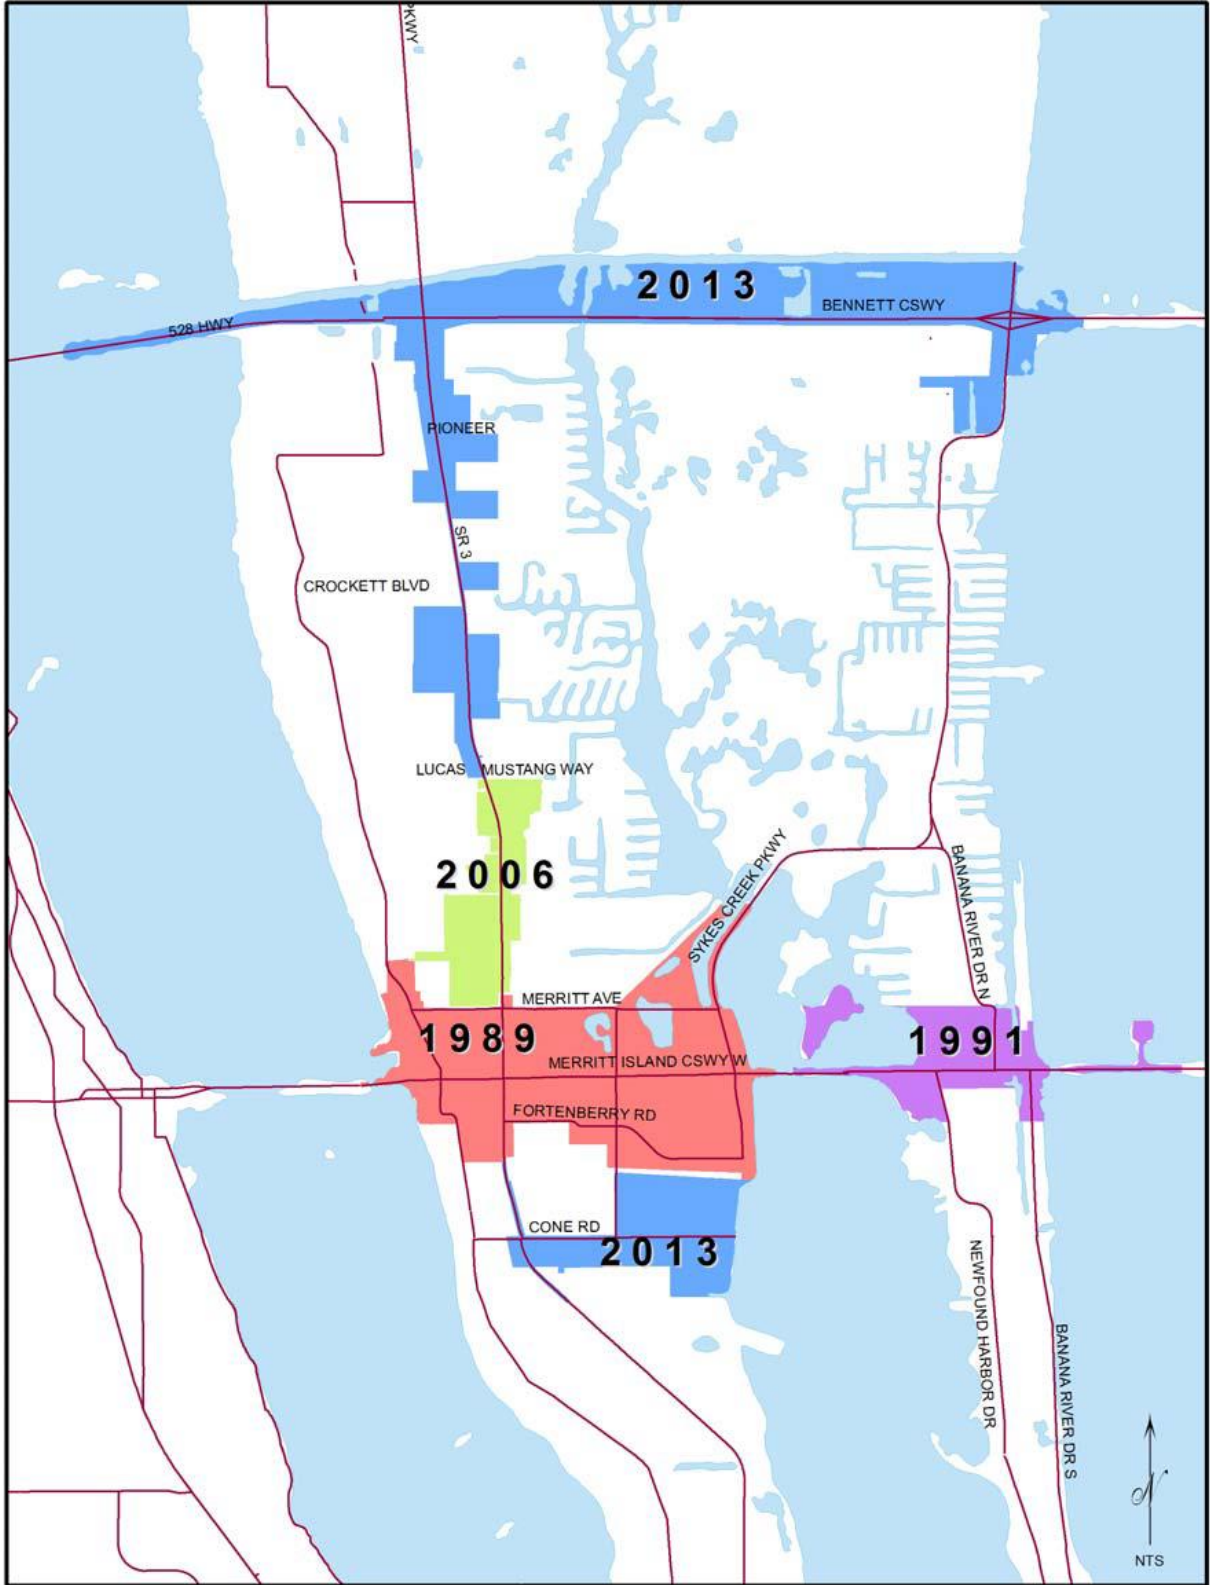 PKWY
2013
BENNETT CSWY
528 HWY
PIONEER
SR 3
CROCKETT BLVD
LUCAS
MUSTANG WAY
2006
SYKES CREEK PKWY
BANANA RIVER DR N
MERRITT AVE
1989
1991
MERRITT ISLAND CSWY W
FORTENBERRY RD
CONE RD
2013
NEWFOUND HARBOR DR
BANANA RIVER DR S
N
NTS